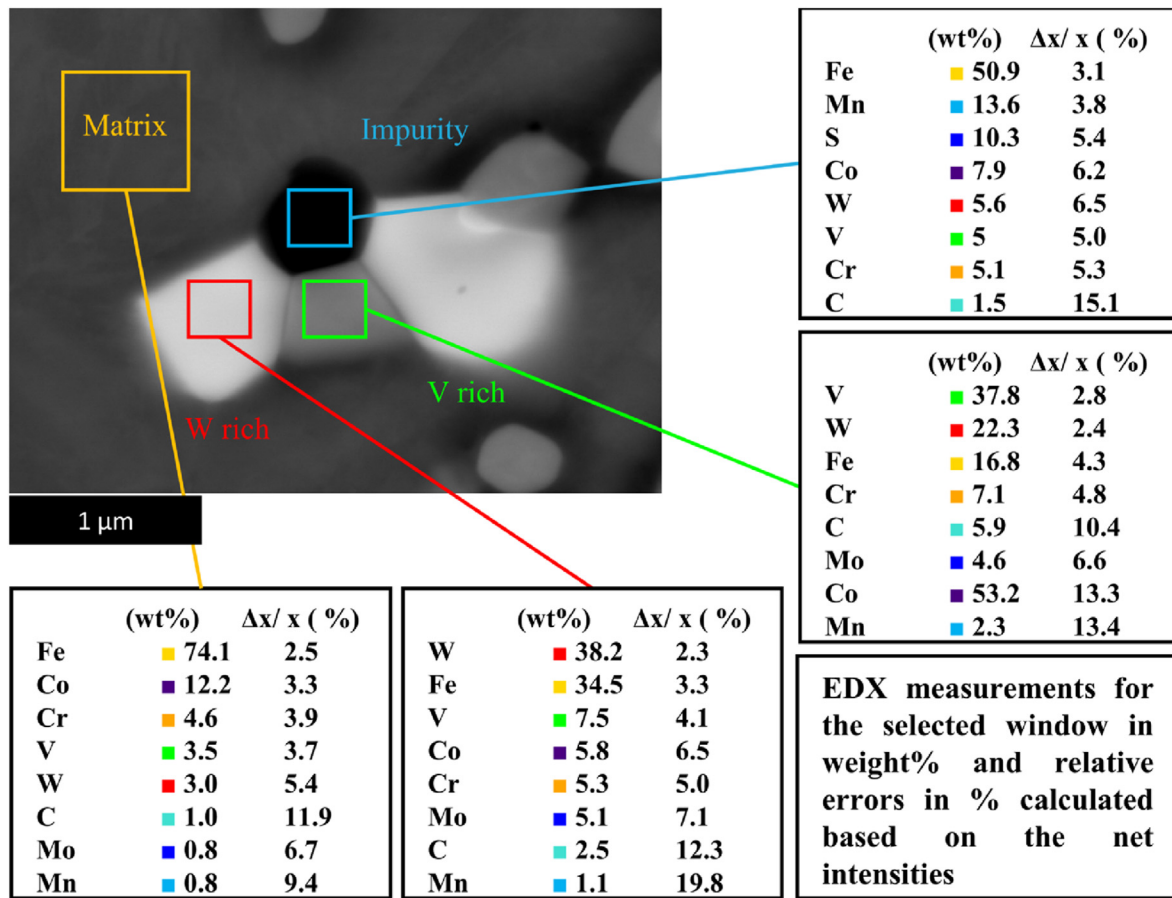 Matrix
Impurity
W rich
V rich
1 µm
(wt%) Δx/ x ( %)
Fe 50.9 3.1
Mn 13.6 3.8
S 10.3 5.4
Co 7.9 6.2
W 5.6 6.5
V 5 5.0
Cr 5.1 5.3
C 1.5 15.1
(wt%) Δx/ x ( %)
V 37.8 2.8
W 22.3 2.4
Fe 16.8 4.3
Cr 7.1 4.8
C 5.9 10.4
Mo 4.6 6.6
Co 53.2 13.3
Mn 2.3 13.4
(wt%) Δx/ x ( %)
Fe 74.1 2.5
Co 12.2 3.3
Cr 4.6 3.9
V 3.5 3.7
W 3.0 5.4
C 1.0 11.9
Mo 0.8 6.7
Mn 0.8 9.4
(wt%) Δx/ x ( %)
W 38.2 2.3
Fe 34.5 3.3
V 7.5 4.1
Co 5.8 6.5
Cr 5.3 5.0
Mo 5.1 7.1
C 2.5 12.3
Mn 1.1 19.8
EDX measurements for
the selected window in
weight% and relative
errors in % calculated
based on the net
intensities